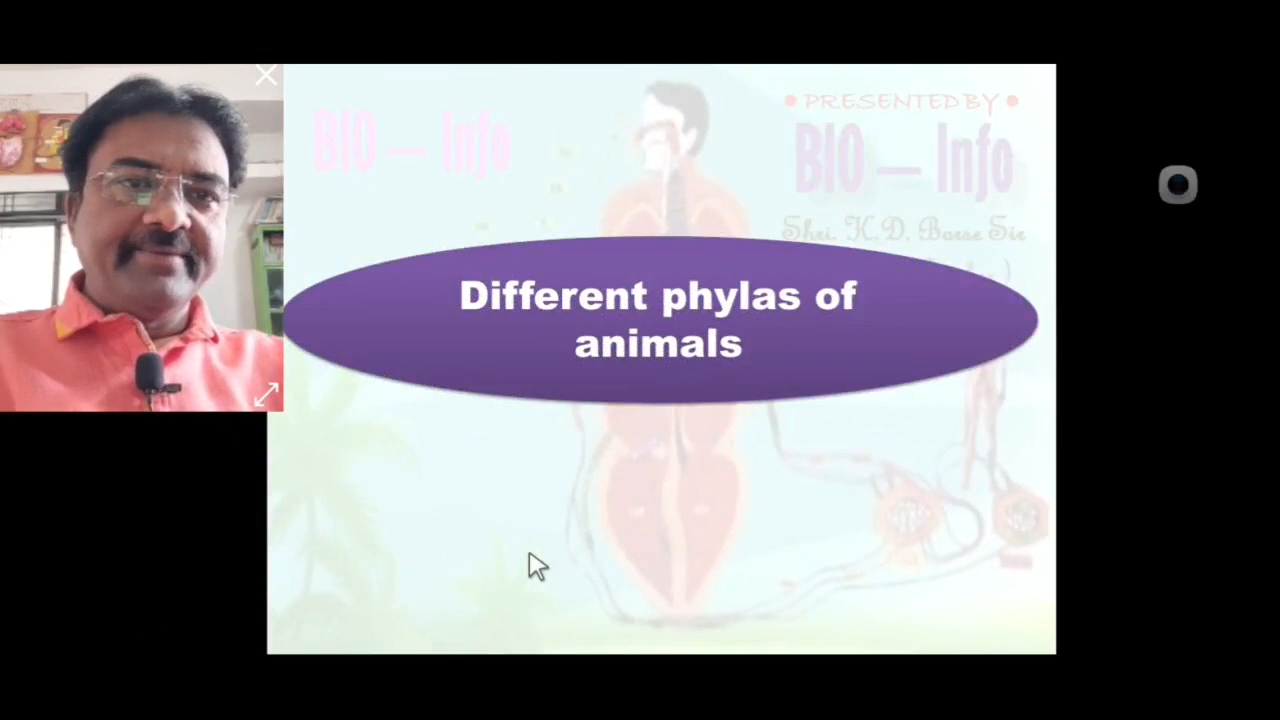 BIO – Info
• PRESENTED BY •
BIO – Info
Shri. K.D. Barse Sir
Different phylas of
animals